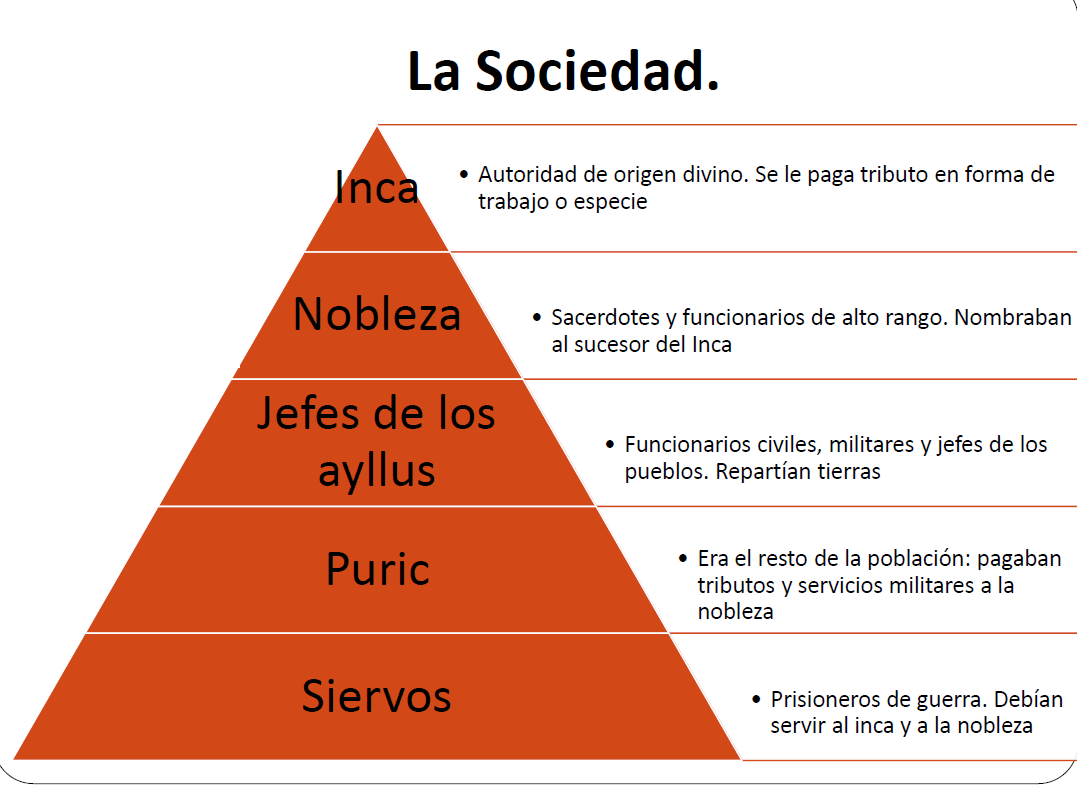 La Sociedad.
Inca
• Autoridad de origen divino. Se le paga tributo en forma de
trabajo o especie
Nobleza
• Sacerdotes y funcionarios de alto rango. Nombraban
al sucesor del Inca
Jefes de los
ayllus
• Funcionarios civiles, militares y jefes de los
pueblos. Repartían tierras
Puric
• Era el resto de la población: pagaban
tributos y servicios militares a la
nobleza
Siervos
• Prisioneros de guerra. Debían
servir al inca y a la nobleza